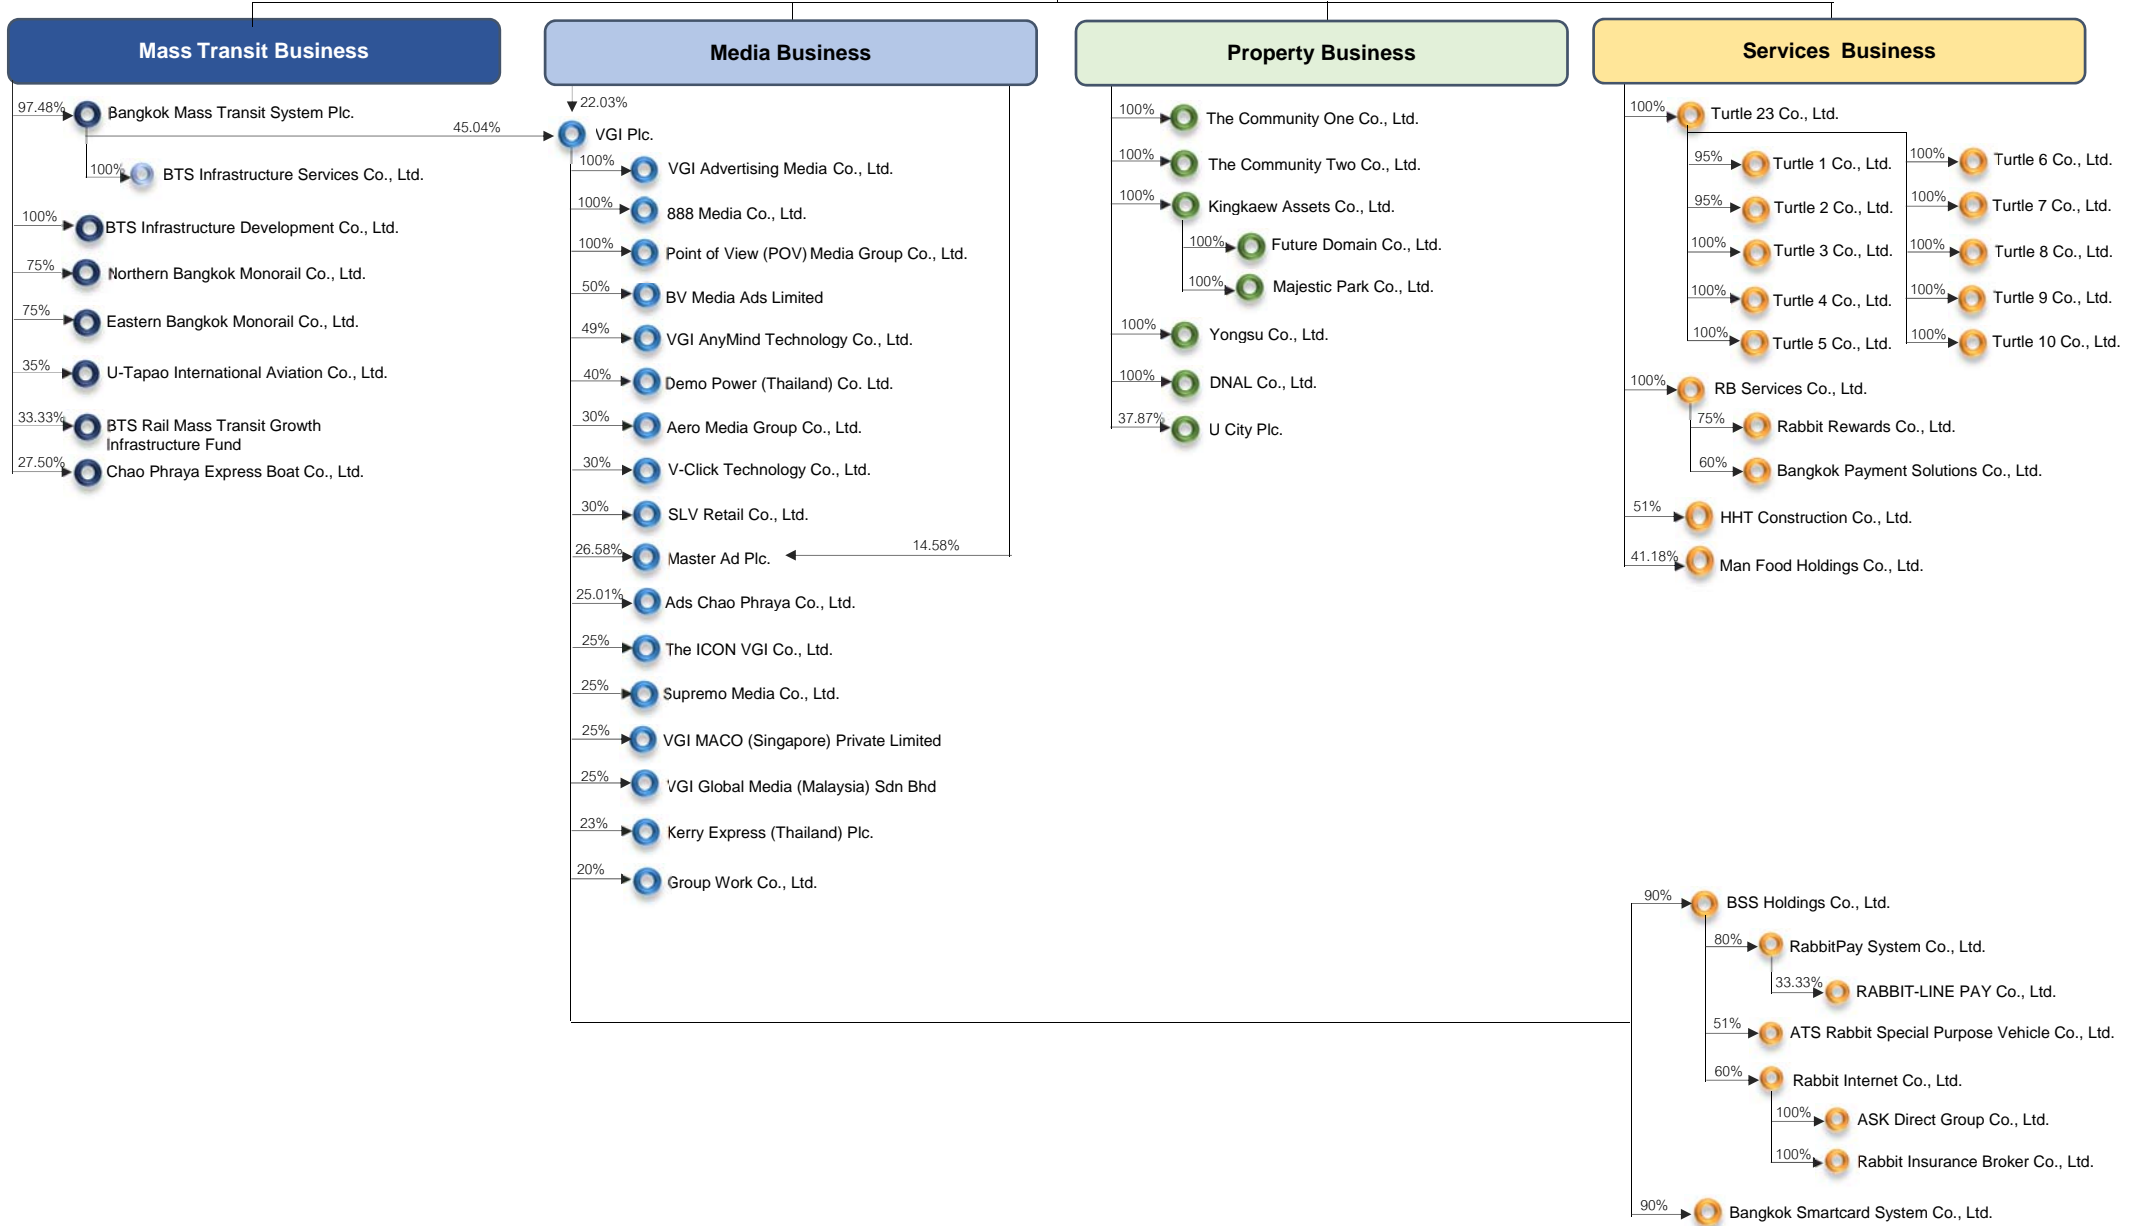 Mass Transit Business
97.48%
Bangkok Mass Transit System Plc.
45.04%
100%
BTS Infrastructure Services Co., Ltd.
100%
BTS Infrastructure Development Co., Ltd.
75%
Northern Bangkok Monorail Co., Ltd.
75%
Eastern Bangkok Monorail Co., Ltd.
35%
U-Tapao International Aviation Co., Ltd.
33.33%
BTS Rail Mass Transit Growth
Infrastructure Fund
27.50%
Chao Phraya Express Boat Co., Ltd.
Media Business
22.03%
VGI Plc.
100%
VGI Advertising Media Co., Ltd.
100%
888 Media Co., Ltd.
100%
Point of View (POV) Media Group Co., Ltd.
50%
BV Media Ads Limited
49%
VGI AnyMind Technology Co., Ltd.
40%
Demo Power (Thailand) Co. Ltd.
30%
Aero Media Group Co., Ltd.
30%
V-Click Technology Co., Ltd.
30%
SLV Retail Co., Ltd.
26.58%
Master Ad Plc.
14.58%
25.01%
Ads Chao Phraya Co., Ltd.
25%
The ICON VGI Co., Ltd.
25%
Supremo Media Co., Ltd.
25%
VGI MACO (Singapore) Private Limited
25%
VGI Global Media (Malaysia) Sdn Bhd
23%
Kerry Express (Thailand) Plc.
20%
Group Work Co., Ltd.
Property Business
100%
The Community One Co., Ltd.
100%
The Community Two Co., Ltd.
100%
Kingkaew Assets Co., Ltd.
100%
Future Domain Co., Ltd.
100%
Majestic Park Co., Ltd.
100%
Yongsu Co., Ltd.
100%
DNAL Co., Ltd.
37.87%
U City Plc.
Services Business
100%
Turtle 23 Co., Ltd.
95%
Turtle 1 Co., Ltd.
95%
Turtle 2 Co., Ltd.
100%
Turtle 3 Co., Ltd.
100%
Turtle 4 Co., Ltd.
100%
Turtle 5 Co., Ltd.
100%
Turtle 6 Co., Ltd.
100%
Turtle 7 Co., Ltd.
100%
Turtle 8 Co., Ltd.
100%
Turtle 9 Co., Ltd.
100%
Turtle 10 Co., Ltd.
100%
RB Services Co., Ltd.
75%
Rabbit Rewards Co., Ltd.
60%
Bangkok Payment Solutions Co., Ltd.
51%
HHT Construction Co., Ltd.
41.18%
Man Food Holdings Co., Ltd.
90%
BSS Holdings Co., Ltd.
80%
RabbitPay System Co., Ltd.
33.33%
RABBIT-LINE PAY Co., Ltd.
51%
ATS Rabbit Special Purpose Vehicle Co., Ltd.
60%
Rabbit Internet Co., Ltd.
100%
ASK Direct Group Co., Ltd.
100%
Rabbit Insurance Broker Co., Ltd.
90%
Bangkok Smartcard System Co., Ltd.